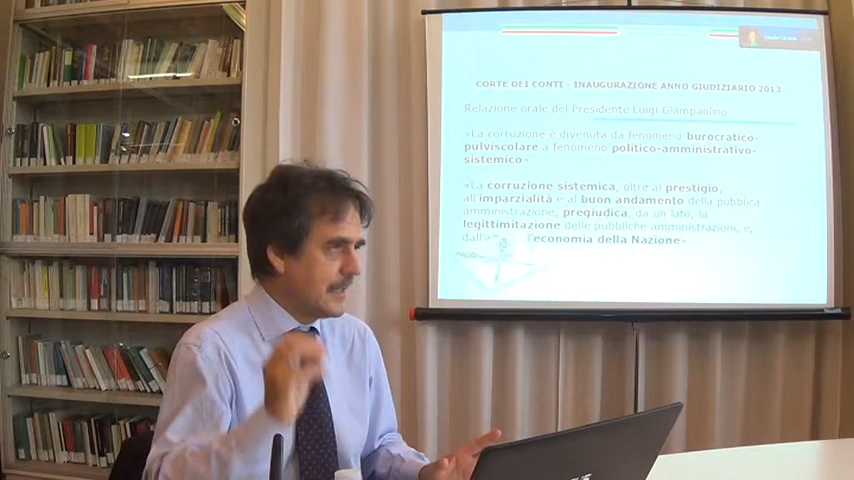 CORTE DEI CONTI - INAUGURAZIONE ANNO GIUDIZIARIO 2013
Relazione orale del Presidente Luigi Giampaolino
«La corruzione è divenuta da fenomeno burocratico-
pulviscolare a fenomeno politico-amministrativo-
sistemico»
«La corruzione sistemica, oltre al prestigio,
all'imparzialità e al buon andamento della pubblica
amministrazione, pregiudica, da un lato, la
legittimitazione delle pubbliche amministrazioni, e,
l'economia della Nazione»